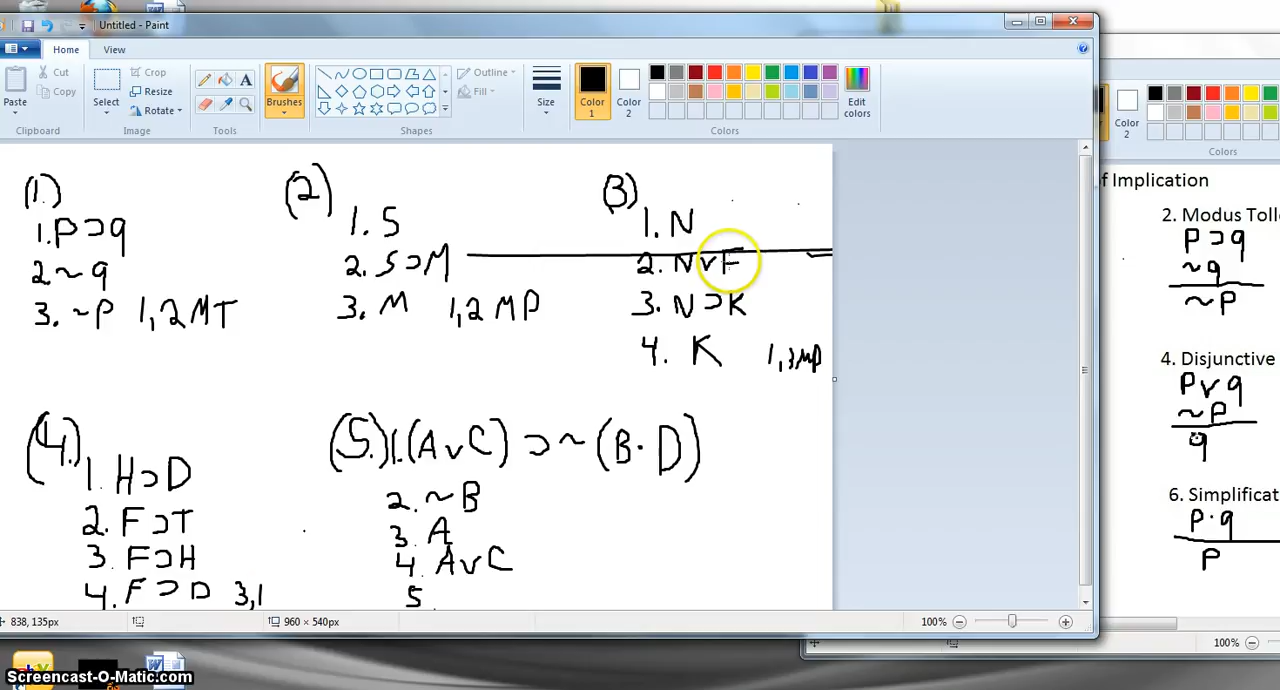 Untitled - Paint
Home View
Paste
Cut
Copy
Clipboard
Select
Crop
Resize
Rotate
Image
A
Tools
Brushes
Outline
Fill
Shapes
Size
Color 1
Color 2
Edit colors
Colors
(1.)
1. P ⊃ q
2. ~ q
3. ~P 1,2 MT
(2)
1. S
2. S ⊃ M
3. M 1,2 MP
(3)
1. N
2. N v F
3. N ⊃ K
4. K 1,3 MP
(4.)
1. H ⊃ D
2. F ⊃ T
3. F ⊃ H
4. F ⊃ D 3,1
(5.) 1. (A v C) ⊃ ~ (B · D)
2. ~ B
3. A
4. A v C
5.
838, 135px
960 × 540px
100%
Color 2
Colors
of Implication
2. Modus Toll
P ⊃ q
~q
~P
4. Disjunctive
P v q
~P
q
6. Simplificat
P · q
P
100%
Screencast-O-Matic.com